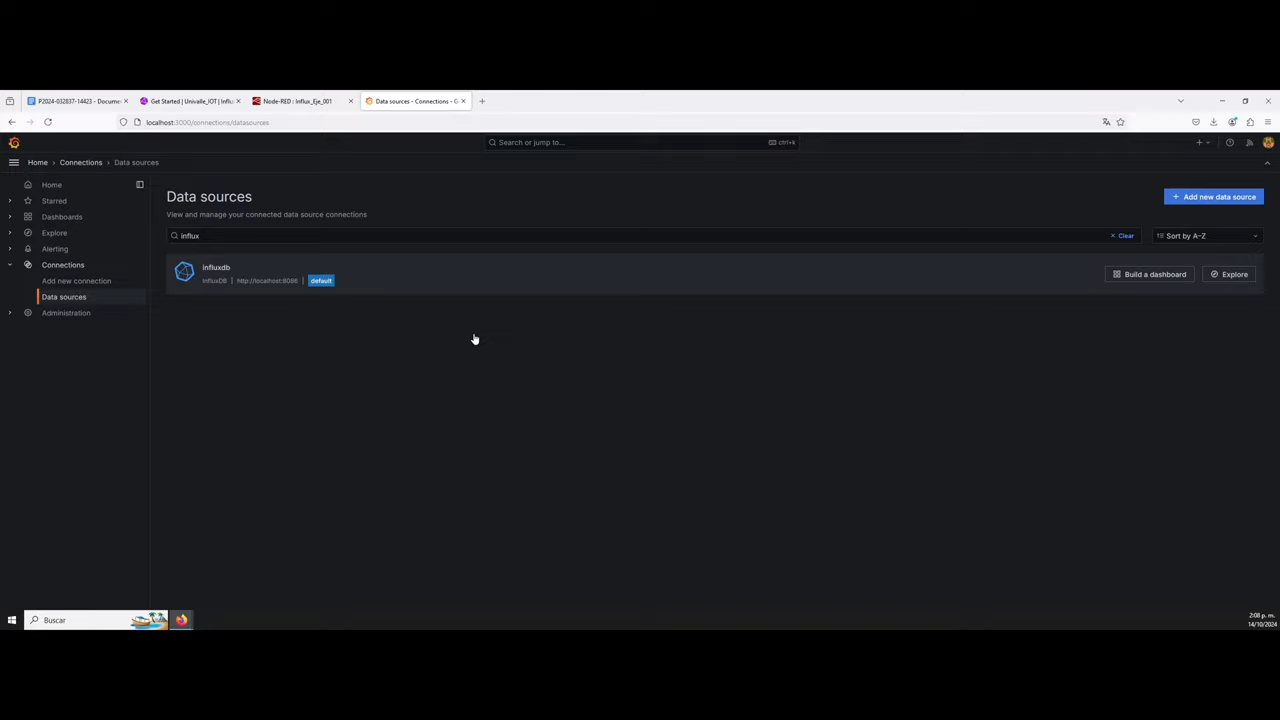 P2024-032837-14423 - Docume
Get Started | Univalle_IOT | Influ
Node-RED : Influx_Eje_001
Data sources - Connections - G
localhost:3000/connections/datasources
Search or jump to...
ctrl+k
Home > Connections > Data sources
Home
Starred
Dashboards
Explore
Alerting
Connections
Add new connection
Data sources
Administration
Data sources
View and manage your connected data source connections
Add new data source
influx
Clear
Sort by A–Z
influxdb
InfluxDB | http://localhost:8086 | default
Build a dashboard
Explore
Buscar
2:08 p. m.
14/10/2024